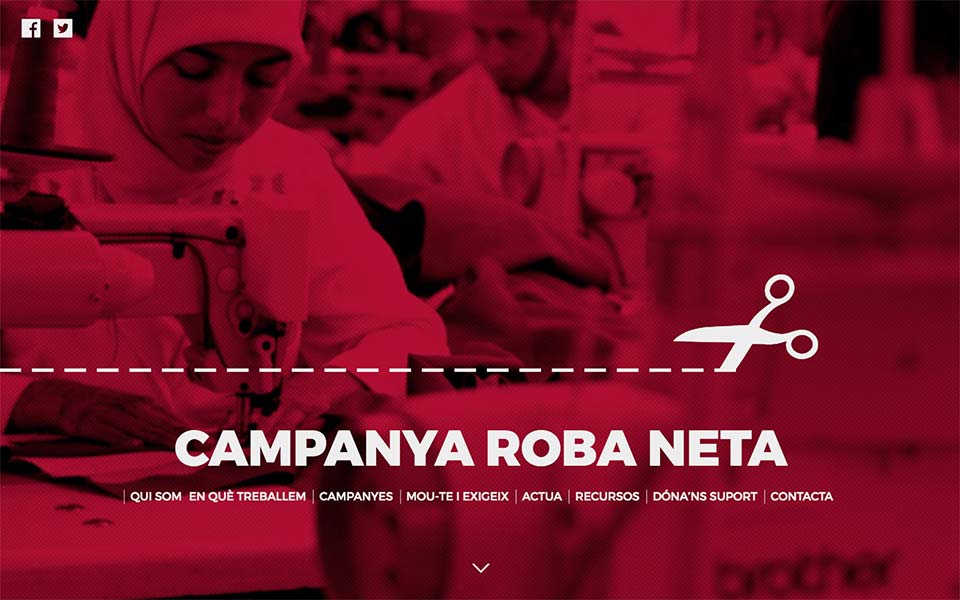 CAMPANYA ROBA NETA
QUI SOM EN QUÈ TREBALLEM | CAMPANYES | MOU-TE I EXIGEIX | ACTUA | RECURSOS | DÓNA'NS SUPORT | CONTACTA
brother